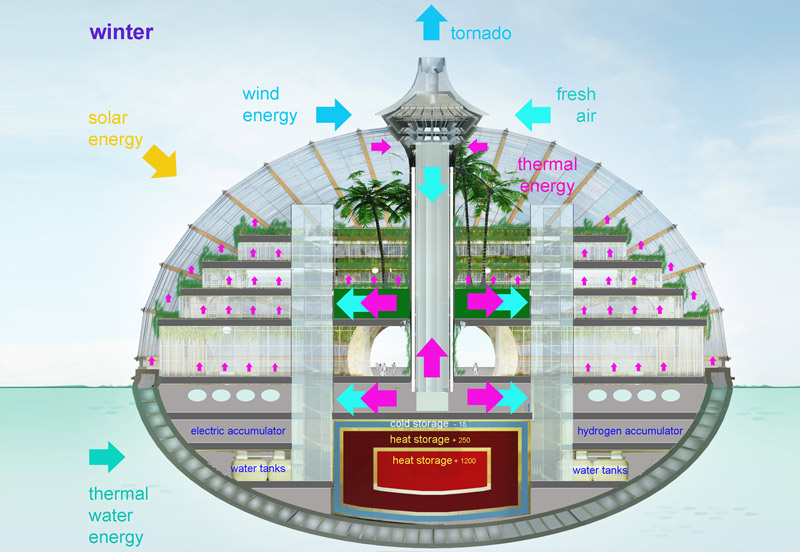 winter
tornado
wind
energy
fresh
air
solar
energy
thermal
energy
cold storage - 18
heat storage + 250
heat storage + 1200
electric accumulator
hydrogen accumulator
water tanks
water tanks
thermal
water
energy